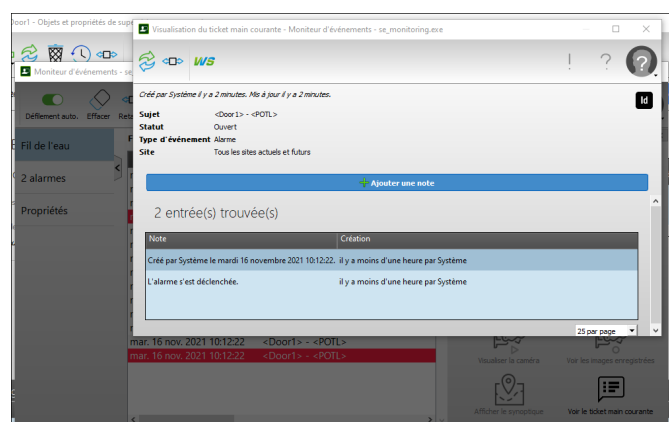 Door1 - Objets et propriétés de supe
Visualisation du ticket main courante - Moniteur d'événements - se_monitoring.exe
Moniteur d'événements - se
WS
Défilement auto.
Effacer
Créé par Système il y a 2 minutes. Mis à jour il y a 2 minutes.
Id
Sujet <Door1> - <POTL>
Statut Ouvert
Type d'événement Alarme
Site Tous les sites actuels et futurs
Fil de l'eau
2 alarmes
Propriétés
Ajouter une note
2 entrée(s) trouvée(s)
Note Création
Créé par Système le mardi 16 novembre 2021 10:12:22. il y a moins d'une heure par Système
L'alarme s'est déclenchée. il y a moins d'une heure par Système
25 par page
mar. 16 nov. 2021 10:12:22 <Door1> - <POTL>
mar. 16 nov. 2021 10:12:22 <Door1> - <POTL>
Visualiser la caméra
Voir les images enregistrées
Afficher le synoptique
Voir le ticket main courante